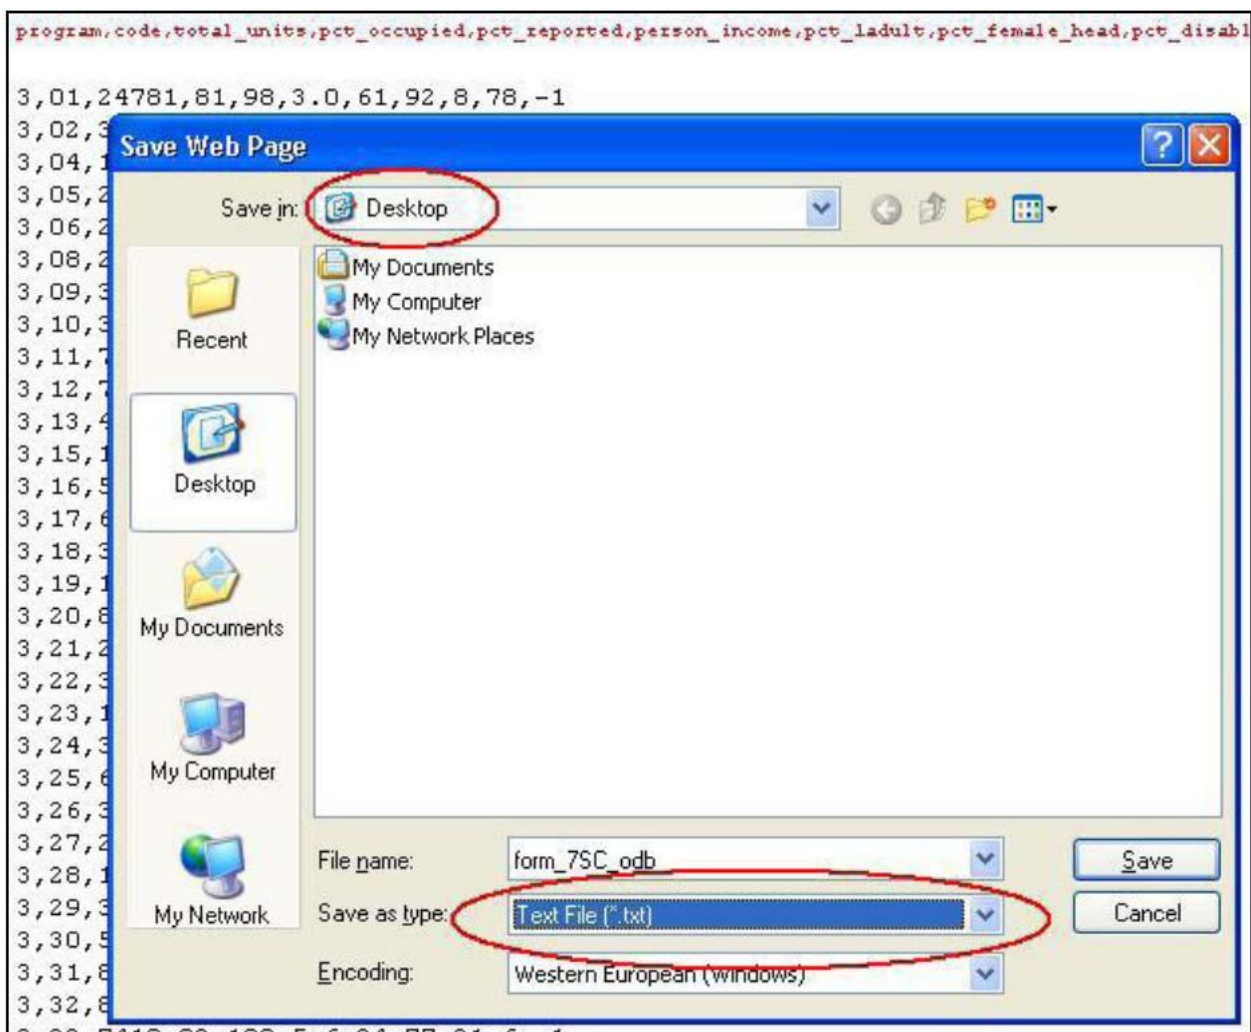 program,code,total_units,pct_occupied,pct_reported,person_income,pct_1adult,pct_female_head,pct_disabl
3,01,24781,81,98,3.0,61,92,8,78,-1
3,02,3
3,04,1
3,05,2
3,06,2
3,08,2
3,09,3
3,10,3
3,11,7
3,12,7
3,13,4
3,15,1
3,16,5
3,17,6
3,18,3
3,19,1
3,20,8
3,21,2
3,22,3
3,23,1
3,24,3
3,25,6
3,26,3
3,27,2
3,28,1
3,29,3
3,30,5
3,31,8
3,32,8
Save Web Page
Save in: Desktop
My Documents
My Computer
My Network Places
Recent
Desktop
My Documents
My Computer
My Network
File name: form_7SC_odb
Save
Save as type: Text File (*.txt)
Cancel
Encoding: Western European (Windows)